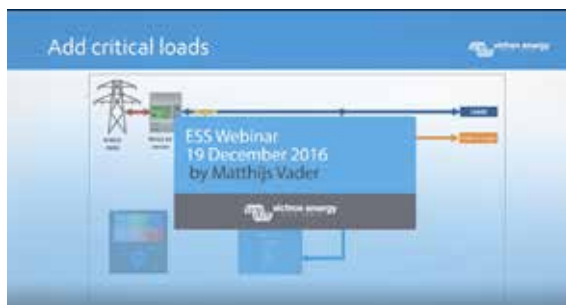 Add critical loads
victron energy
ESS Webinar
19 December 2016
by Matthijs Vader
victron energy